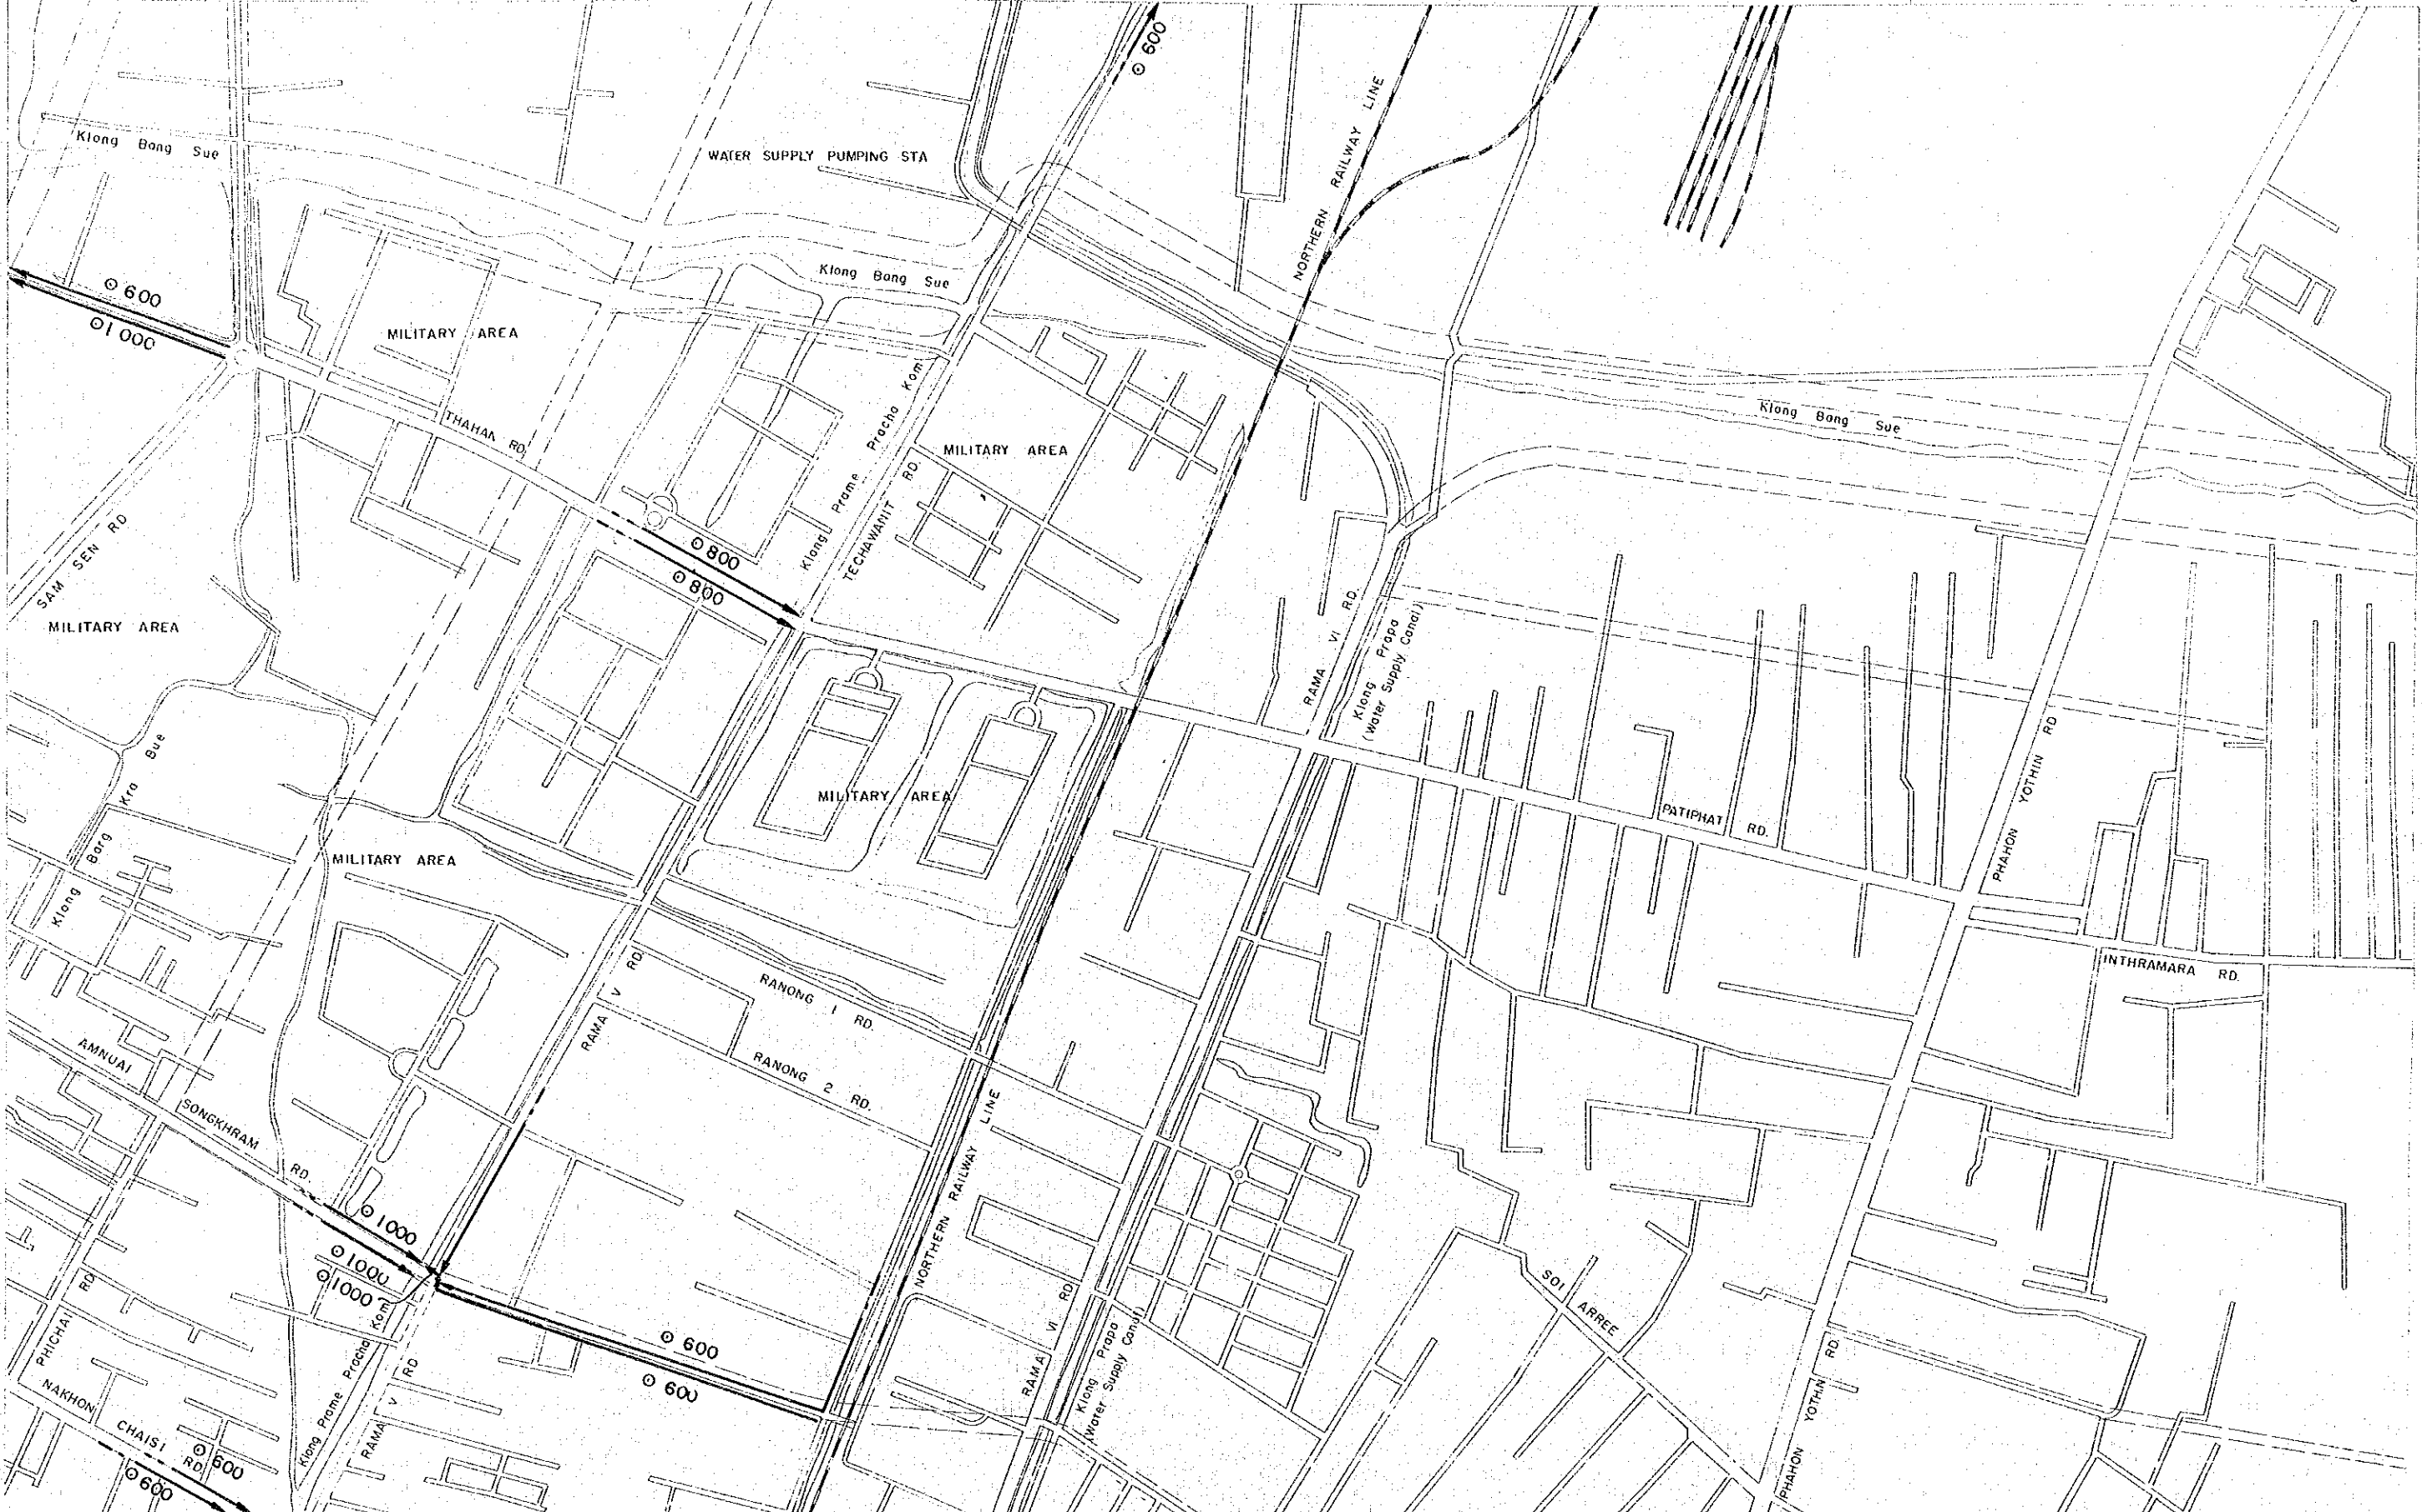 ⊙ 600
Klong Bang Sue
WATER SUPPLY PUMPING STA
NORTHERN RAILWAY LINE
Klong Bang Sue
⊙ 600
⊙ 1000
MILITARY AREA
THAHAN RD.
Klong Prame Pracha Kom
TECHAWANIT RD.
MILITARY AREA
Klong Bang Sue
SAM SEN RD
MILITARY AREA
⊙ 800
⊙ 800
RAMA VI RD.
Klong Prapa
(Water Supply Canal)
PHAHON YOTHIN RD
Klong Barg Kra Bue
MILITARY AREA
PATIPHAT RD.
MILITARY AREA
RAMA V RD.
RANONG 1 RD.
RANONG 2 RD.
INTHRAMARA RD.
AMNUAI SONGKHRAM RD.
NORTHERN RAILWAY LINE
⊙ 1000
⊙ 1000
⊙ 1000
SOI ARREE
PHICHAI RD
Klong Prame Pracha Kom
RAMA V RD
⊙ 600
⊙ 600
RAMA VI RD
Klong Prapa
(Water Supply Canal)
PHAHON YOTHIN RD.
NAKHON CHAISI RD.
⊙ 600
⊙ 600